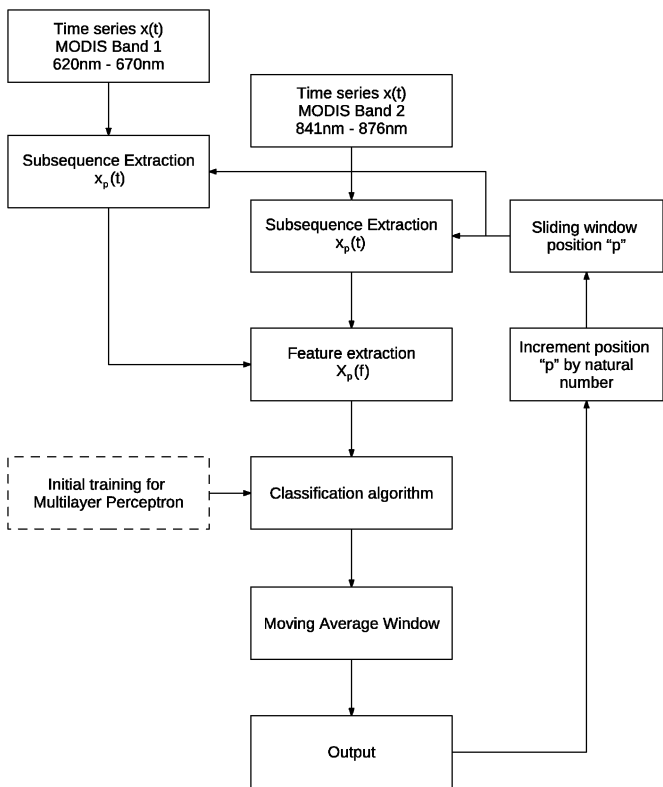 Time series x(t)
MODIS Band 1
620nm - 670nm
Time series x(t)
MODIS Band 2
841nm - 876nm
Subsequence Extraction
xp(t)
Subsequence Extraction
xp(t)
Sliding window
position “p”
Feature extraction
Xp(f)
Increment position
“p” by natural
number
Initial training for
Multilayer Perceptron
Classification algorithm
Moving Average Window
Output